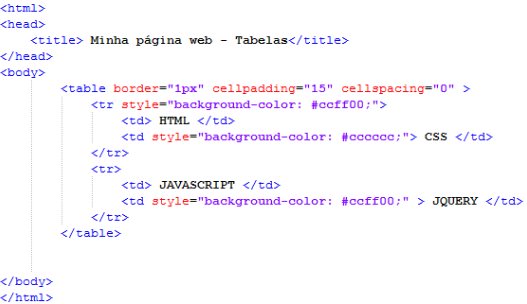 <html>
<head>
    <title> Minha página web - Tabelas</title>
</head>
<body>
        <table border="1px" cellpadding="15" cellspacing="0" >
            <tr style="background-color: #ccff00;">
                <td> HTML </td>
                <td style="background-color: #cccccc;"> CSS </td>
            </tr>
            <tr>
                <td> JAVASCRIPT </td>
                <td style="background-color: #ccff00;" > JQUERY </td>
            </tr>
        </table>
</body>
</html>